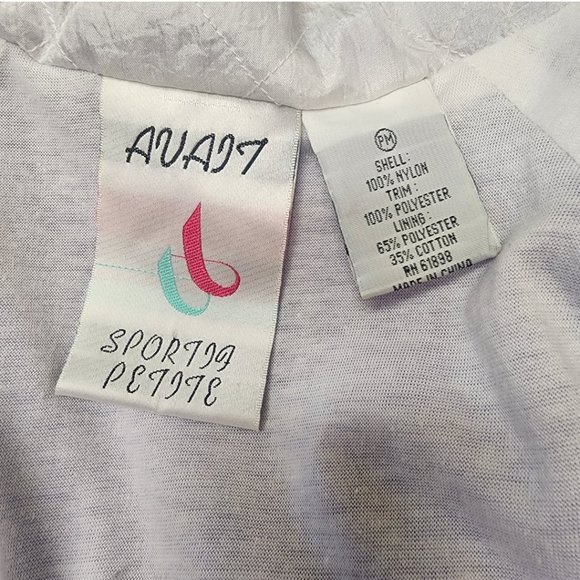 AVAIT
SPORTIF
PETITE
PM
SHELL:
100% NYLON
TRIM:
100% POLYESTER
LINING:
65% POLYESTER
35% COTTON
RN 61898
MADE IN CHINA